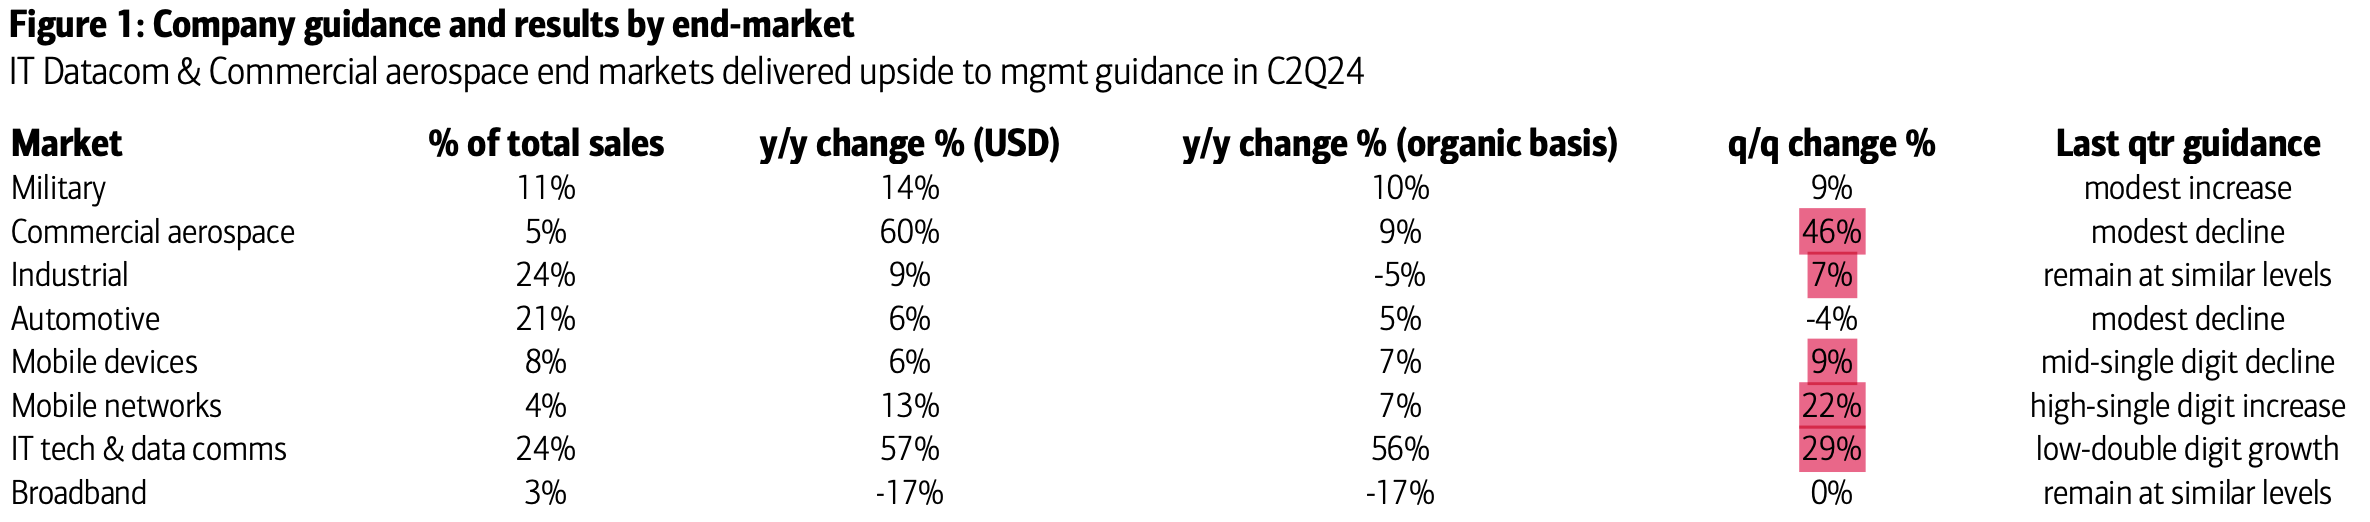 Figure 1: Company guidance and results by end-market
IT Datacom & Commercial aerospace end markets delivered upside to mgmt guidance in C2Q24
Market % of total sales y/y change % (USD) y/y change % (organic basis) q/q change % Last qtr guidance
Military 11% 14% 10% 9% modest increase
Commercial aerospace 5% 60% 9% 46% modest decline
Industrial 24% 9% -5% 7% remain at similar levels
Automotive 21% 6% 5% -4% modest decline
Mobile devices 8% 6% 7% 9% mid-single digit decline
Mobile networks 4% 13% 7% 22% high-single digit increase
IT tech & data comms 24% 57% 56% 29% low-double digit growth
Broadband 3% -17% -17% 0% remain at similar levels